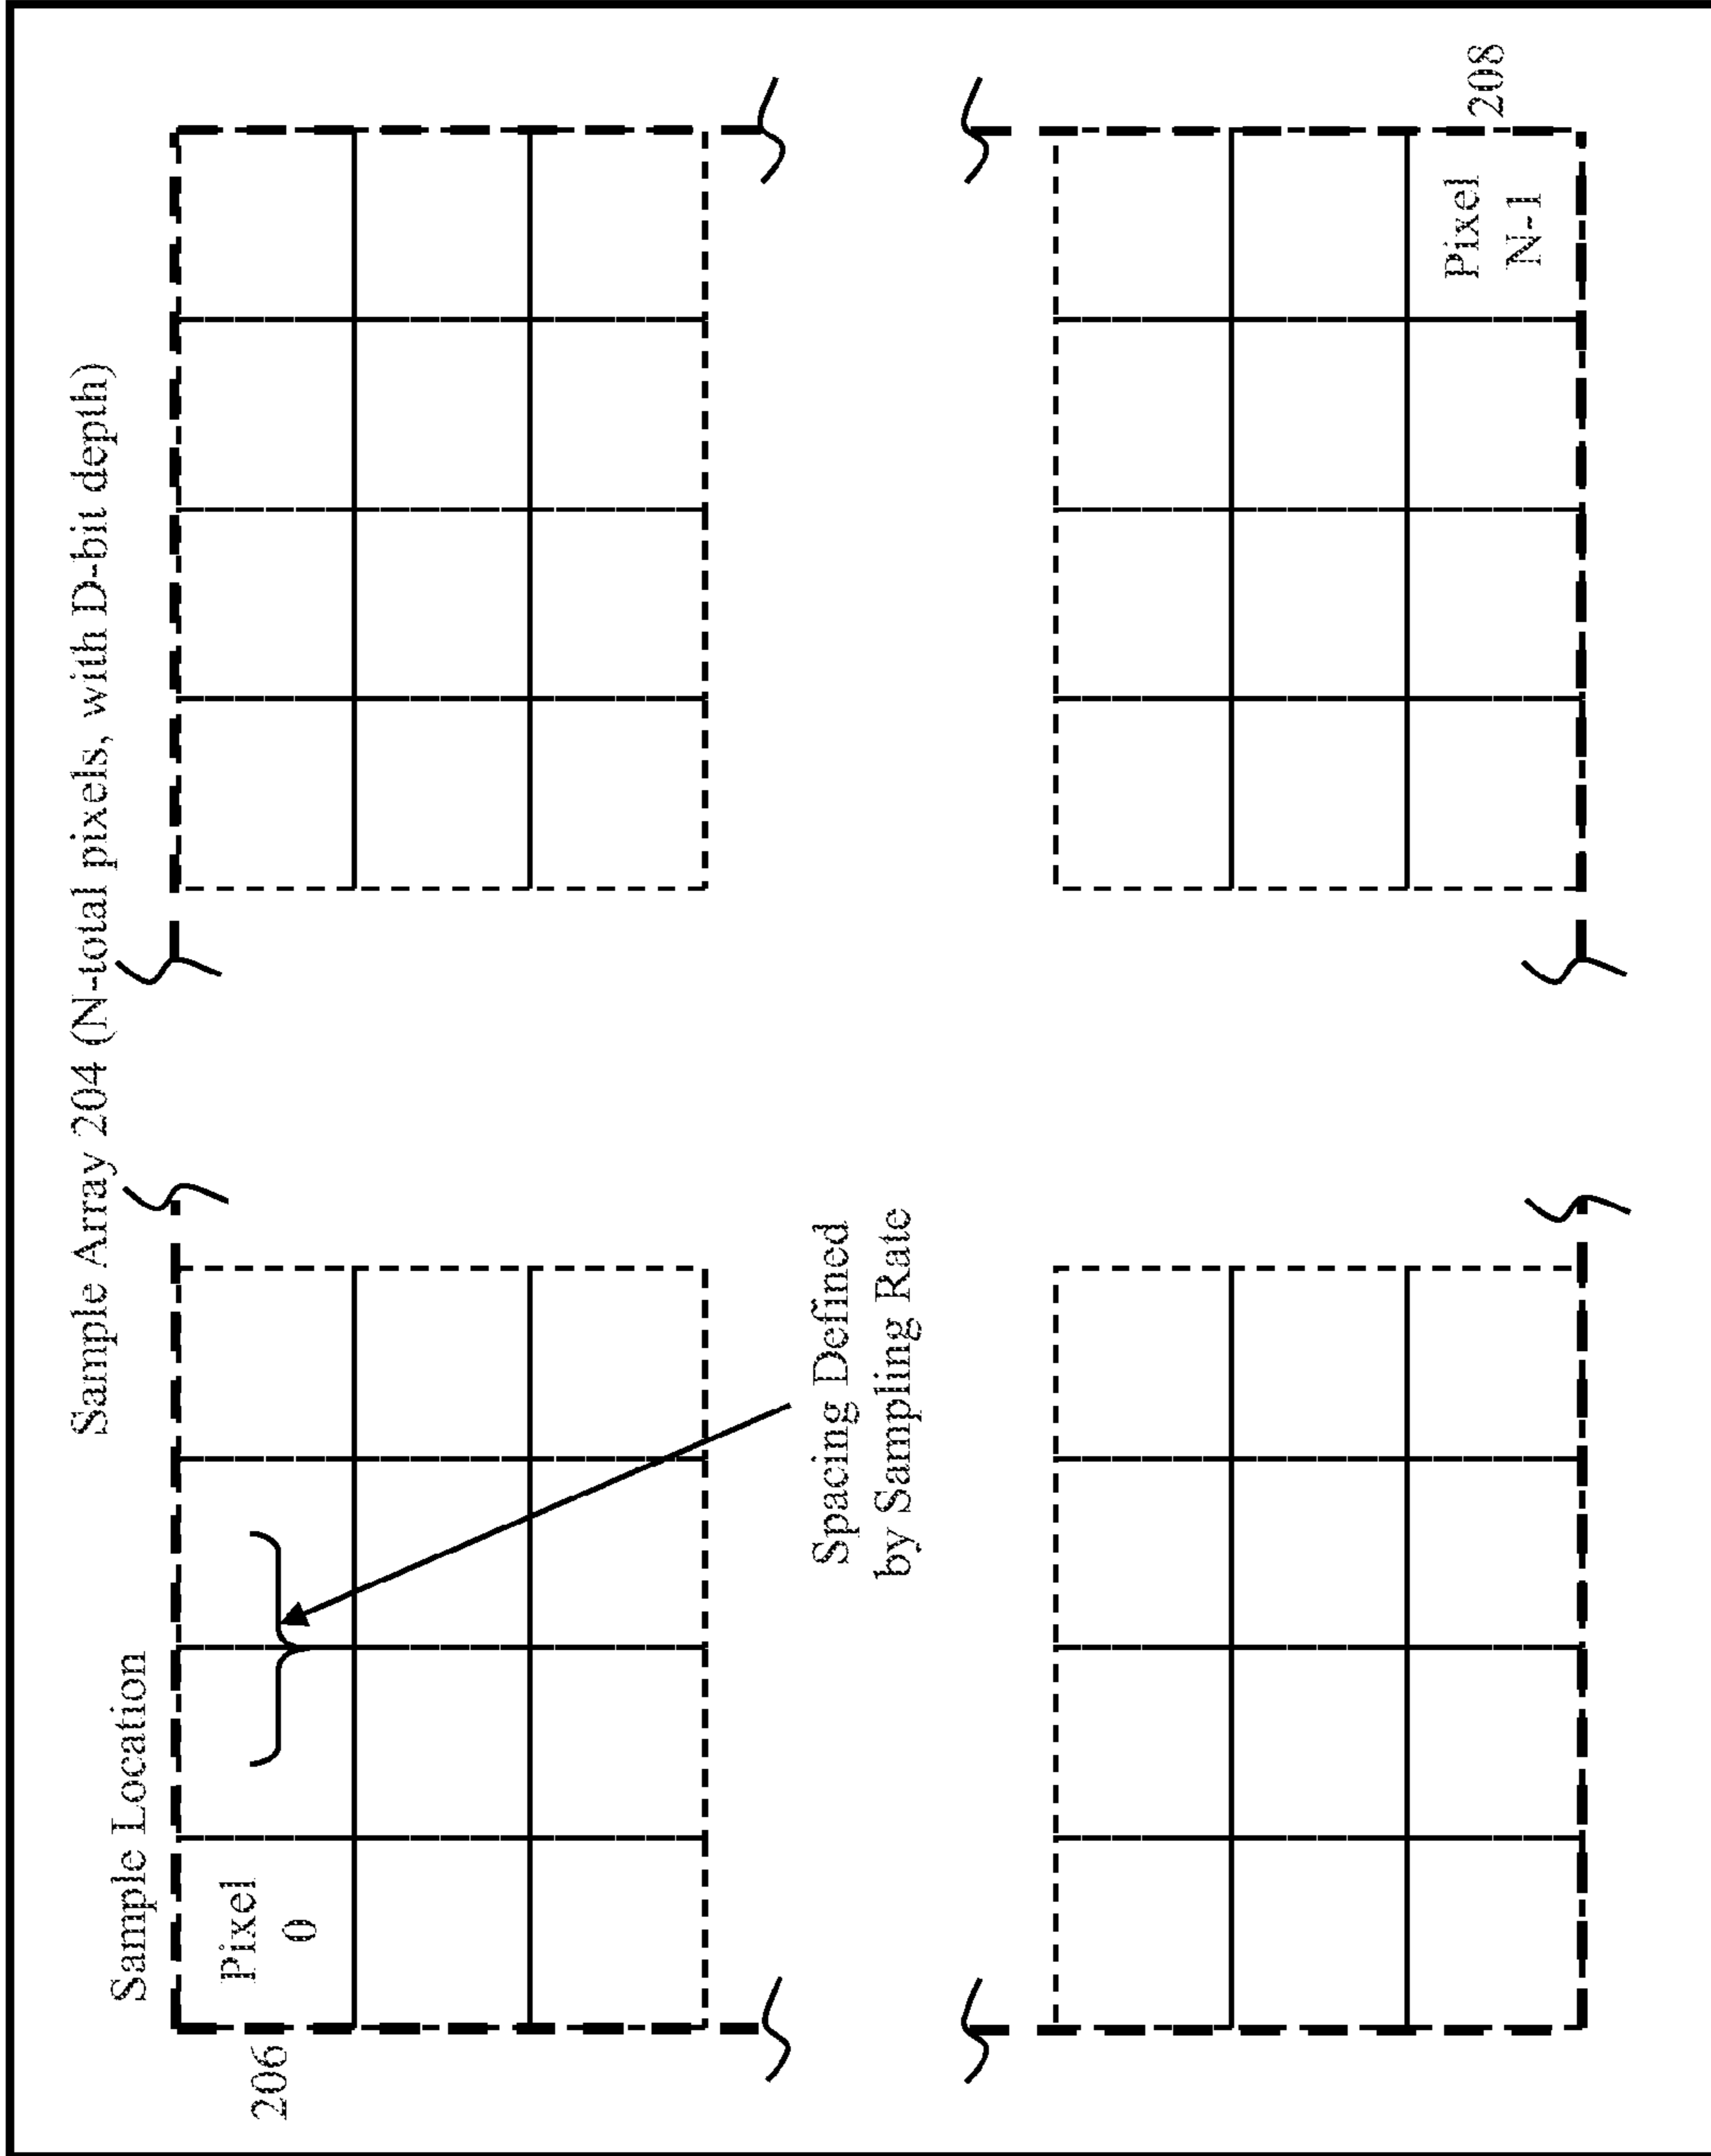 Sample Array 204 (N-total pixels, with D-bit depth)
Sample Location
206
Pixel
0
Spacing Defined
by Sampling Rate
Pixel
N-1
208